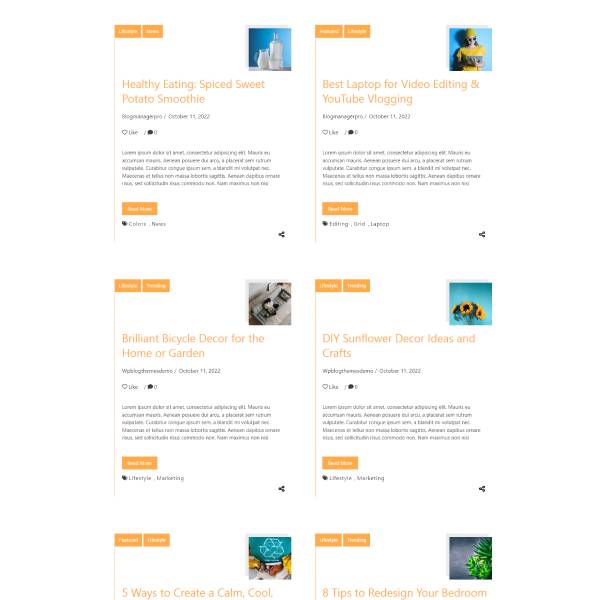 Lifestyle News
Healthy Eating: Spiced Sweet
Potato Smoothie
Blogmanagerpro / October 11, 2022
Like / 0
Lorem ipsum dolor sit amet, consectetur adipiscing elit. Mauris eu
accumsan mauris. Aenean posuere dui arcu, a placerat sem rutrum
vulputate. Curabitur congue ipsum sem, a blandit mi volutpat nec.
Maecenas et tellus non massa lobortis sagittis. Aenean dapibus ornare
risus, sed sollicitudin risus commodo non. Nam maximus non nisi
Read More
Colors , News
Featured Lifestyle
Best Laptop for Video Editing &
YouTube Vlogging
Blogmanagerpro / October 11, 2022
Like / 0
Lorem ipsum dolor sit amet, consectetur adipiscing elit. Mauris eu
accumsan mauris. Aenean posuere dui arcu, a placerat sem rutrum
vulputate. Curabitur congue ipsum sem, a blandit mi volutpat nec.
Maecenas et tellus non massa lobortis sagittis. Aenean dapibus ornare
risus, sed sollicitudin risus commodo non. Nam maximus non nisi
Read More
Editing , Grid , Laptop
Lifestyle Trending
Brilliant Bicycle Decor for the
Home or Garden
Wpblogthemesdemo / October 11, 2022
Like / 0
Lorem ipsum dolor sit amet, consectetur adipiscing elit. Mauris eu
accumsan mauris. Aenean posuere dui arcu, a placerat sem rutrum
vulputate. Curabitur congue ipsum sem, a blandit mi volutpat nec.
Maecenas et tellus non massa lobortis sagittis. Aenean dapibus ornare
risus, sed sollicitudin risus commodo non. Nam maximus non nisi
Read More
Lifestyle , Marketing
Lifestyle Trending
DIY Sunflower Decor Ideas and
Crafts
Wpblogthemesdemo / October 11, 2022
Like / 0
Lorem ipsum dolor sit amet, consectetur adipiscing elit. Mauris eu
accumsan mauris. Aenean posuere dui arcu, a placerat sem rutrum
vulputate. Curabitur congue ipsum sem, a blandit mi volutpat nec.
Maecenas et tellus non massa lobortis sagittis. Aenean dapibus ornare
risus, sed sollicitudin risus commodo non. Nam maximus non nisi
Read More
Lifestyle , Marketing
Featured Lifestyle
5 Ways to Create a Calm, Cool,
Lifestyle Trending
8 Tips to Redesign Your Bedroom